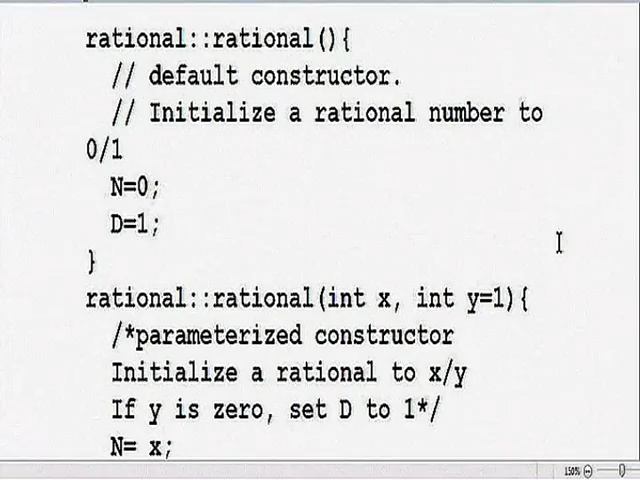 rational::rational(){
// default constructor.
// Initialize a rational number to
0/1
N=0;
D=1;
}
rational::rational(int x, int y=1){
/*parameterized constructor
Initialize a rational to x/y
If y is zero, set D to 1*/
N= x;
150%